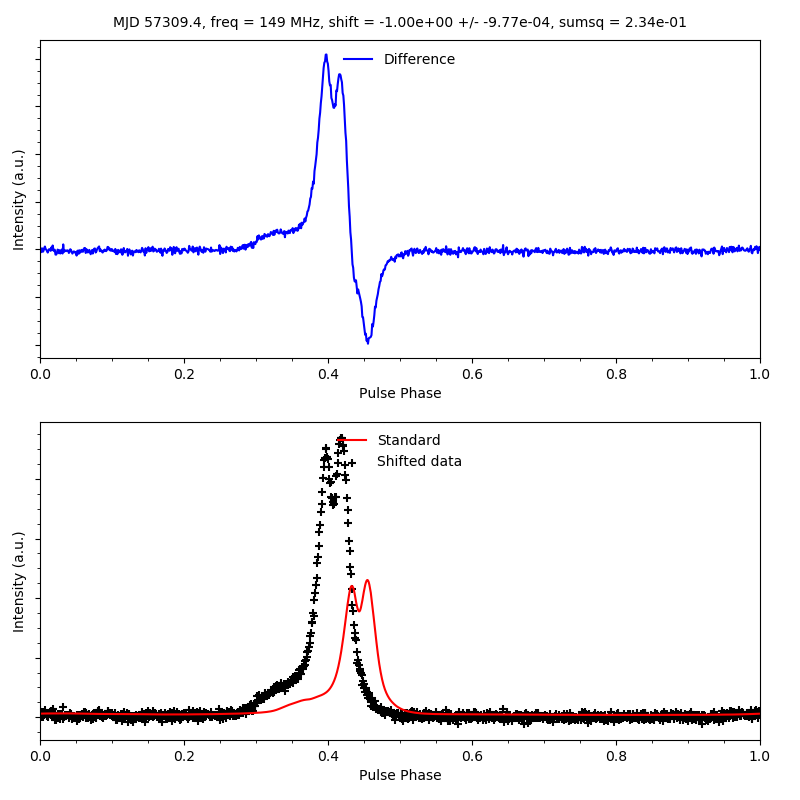 MJD 57309.4, freq = 149 MHz, shift = -1.00e+00 +/- -9.77e-04, sumsq = 2.34e-01
Difference
Intensity (a.u.)
0.0 0.2 0.4 0.6 0.8 1.0
Pulse Phase
Standard
Shifted data
Intensity (a.u.)
0.0 0.2 0.4 0.6 0.8 1.0
Pulse Phase